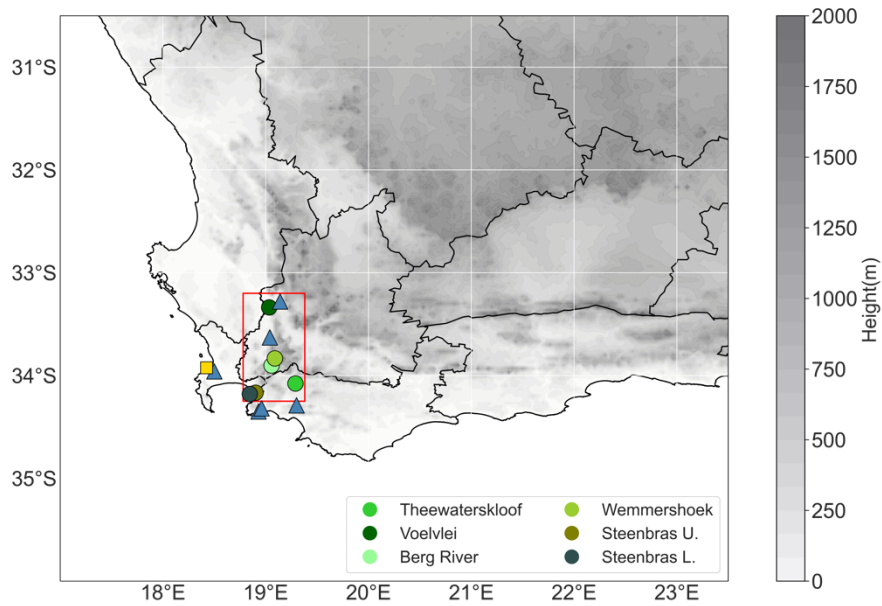 31°S
32°S
33°S
34°S
35°S
18°E 19°E 20°E 21°E 22°E 23°E
Theewaterskloof
Voelvlei
Berg River
Wemmershoek
Steenbras U.
Steenbras L.
2000
1750
1500
1250
1000
750
500
250
0
Height(m)